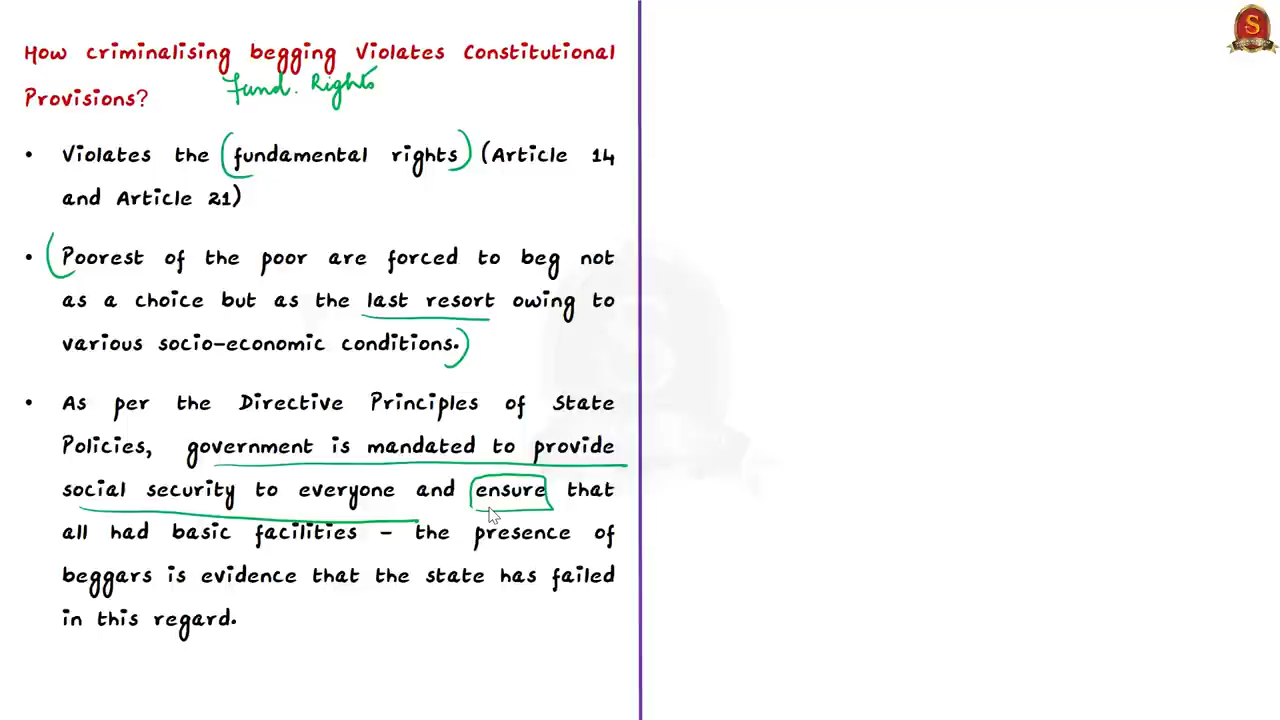 How criminalising begging Violates Constitutional
Provisions?
Fund. Rights
• Violates the fundamental rights (Article 14
and Article 21)
• Poorest of the poor are forced to beg not
as a choice but as the last resort owing to
various socio-economic conditions.
• As per the Directive Principles of State
Policies, government is mandated to provide
social security to everyone and ensure that
all had basic facilities - the presence of
beggars is evidence that the state has failed
in this regard.
S